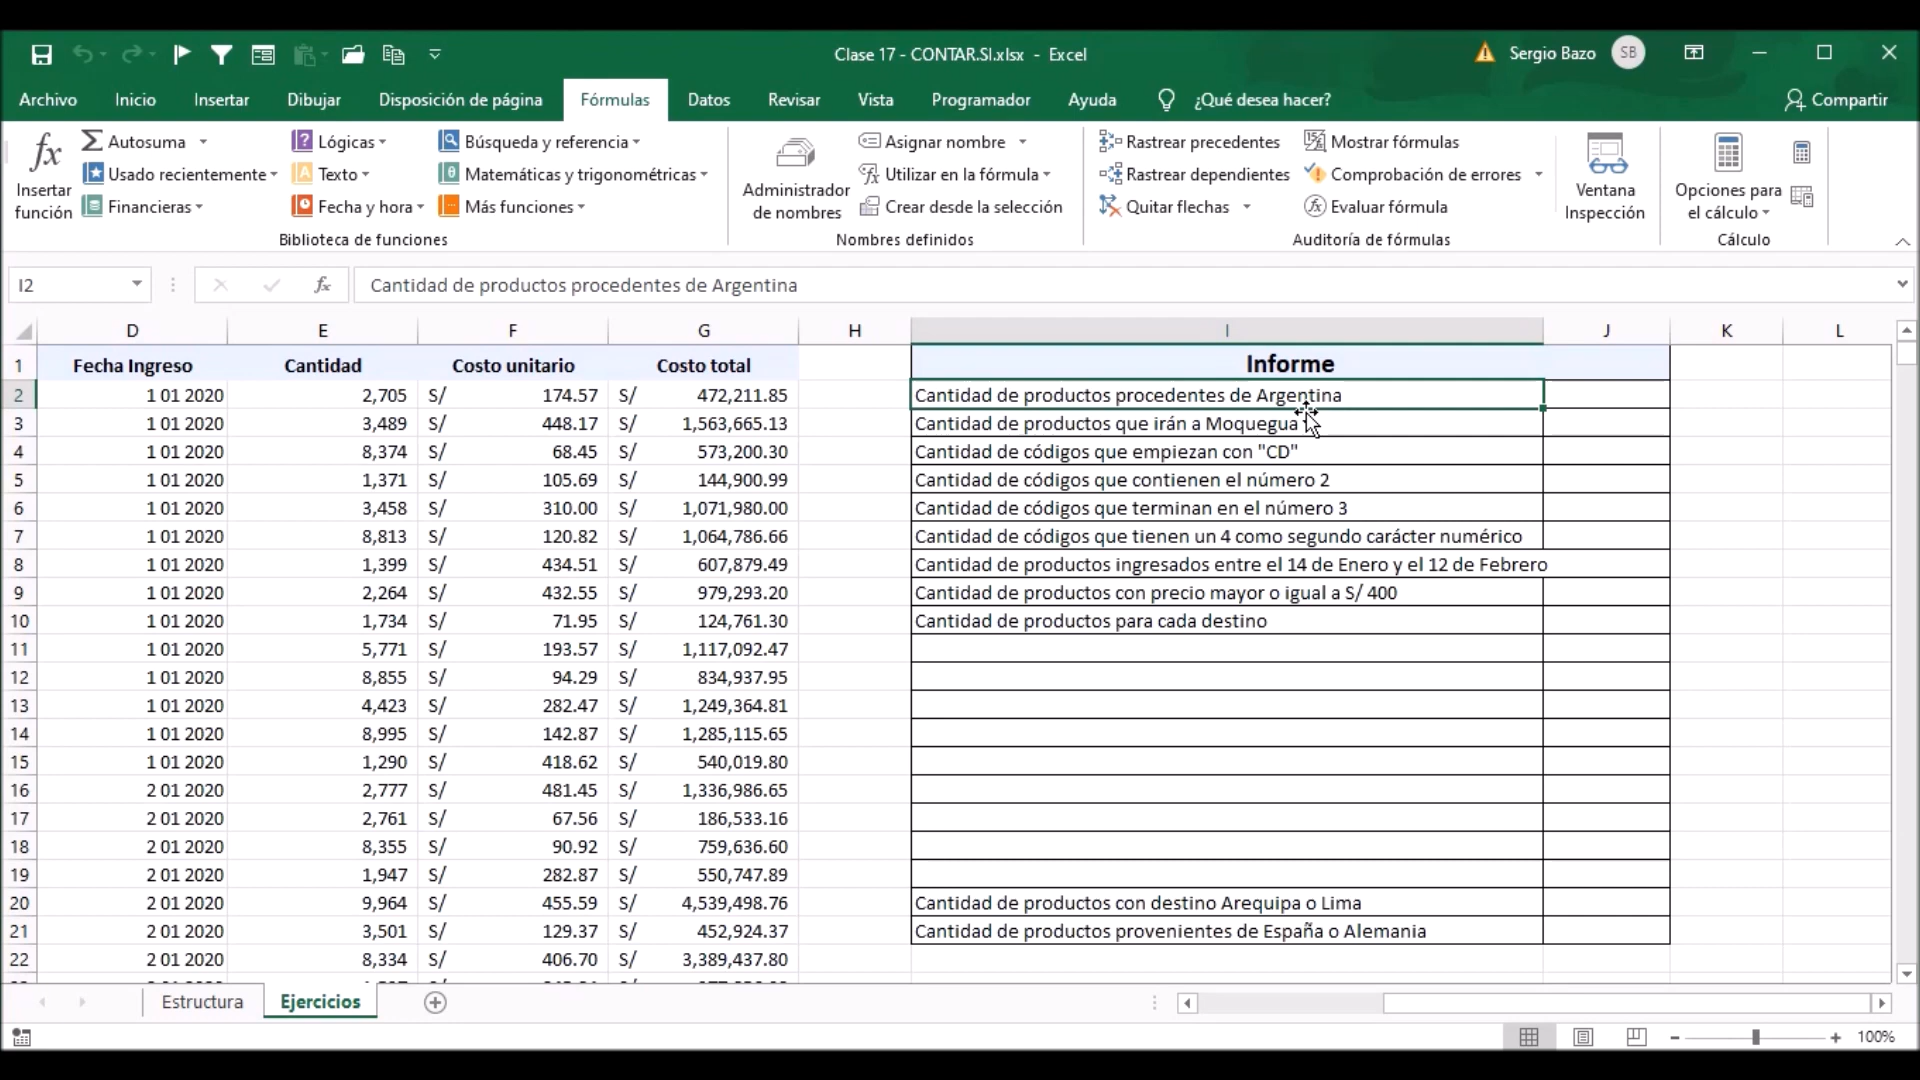 Clase 17 - CONTAR.SI.xlsx - Excel
Sergio Bazo SB
Archivo Inicio Insertar Dibujar Disposición de página Fórmulas Datos Revisar Vista Programador Ayuda ¿Qué desea hacer? Compartir
fx Insertar función
Autosuma
Usado recientemente
Financieras
Lógicas
Texto
Fecha y hora
Búsqueda y referencia
Matemáticas y trigonométricas
Más funciones
Biblioteca de funciones
Administrador de nombres
Asignar nombre
Utilizar en la fórmula
Crear desde la selección
Nombres definidos
Rastrear precedentes
Rastrear dependientes
Quitar flechas
Mostrar fórmulas
Comprobación de errores
Evaluar fórmula
Auditoría de fórmulas
Ventana Inspección
Opciones para el cálculo
Cálculo
I2 fx Cantidad de productos procedentes de Argentina
D E F G H I J K L
1 Fecha Ingreso Cantidad Costo unitario Costo total Informe
2 1 01 2020 2,705 S/ 174.57 S/ 472,211.85 Cantidad de productos procedentes de Argentina
3 1 01 2020 3,489 S/ 448.17 S/ 1,563,665.13 Cantidad de productos que irán a Moquegua
4 1 01 2020 8,374 S/ 68.45 S/ 573,200.30 Cantidad de códigos que empiezan con "CD"
5 1 01 2020 1,371 S/ 105.69 S/ 144,900.99 Cantidad de códigos que contienen el número 2
6 1 01 2020 3,458 S/ 310.00 S/ 1,071,980.00 Cantidad de códigos que terminan en el número 3
7 1 01 2020 8,813 S/ 120.82 S/ 1,064,786.66 Cantidad de códigos que tienen un 4 como segundo carácter numérico
8 1 01 2020 1,399 S/ 434.51 S/ 607,879.49 Cantidad de productos ingresados entre el 14 de Enero y el 12 de Febrero
9 1 01 2020 2,264 S/ 432.55 S/ 979,293.20 Cantidad de productos con precio mayor o igual a S/ 400
10 1 01 2020 1,734 S/ 71.95 S/ 124,761.30 Cantidad de productos para cada destino
11 1 01 2020 5,771 S/ 193.57 S/ 1,117,092.47
12 1 01 2020 8,855 S/ 94.29 S/ 834,937.95
13 1 01 2020 4,423 S/ 282.47 S/ 1,249,364.81
14 1 01 2020 8,995 S/ 142.87 S/ 1,285,115.65
15 1 01 2020 1,290 S/ 418.62 S/ 540,019.80
16 2 01 2020 2,777 S/ 481.45 S/ 1,336,986.65
17 2 01 2020 2,761 S/ 67.56 S/ 186,533.16
18 2 01 2020 8,355 S/ 90.92 S/ 759,636.60
19 2 01 2020 1,947 S/ 282.87 S/ 550,747.89
20 2 01 2020 9,964 S/ 455.59 S/ 4,539,498.76 Cantidad de productos con destino Arequipa o Lima
21 2 01 2020 3,501 S/ 129.37 S/ 452,924.37 Cantidad de productos provenientes de España o Alemania
22 2 01 2020 8,334 S/ 406.70 S/ 3,389,437.80
Estructura Ejercicios
100%